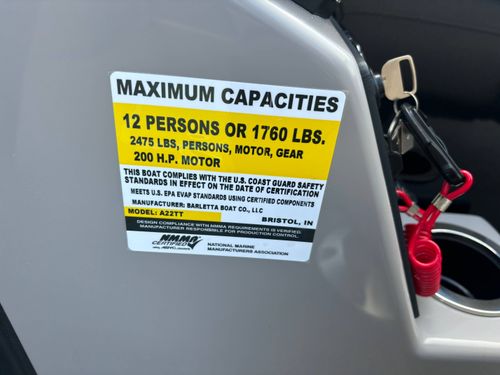 MAXIMUM CAPACITIES
12 PERSONS OR 1760 LBS.
2475 LBS, PERSONS, MOTOR, GEAR
200 H.P. MOTOR
THIS BOAT COMPLIES WITH THE U.S. COAST GUARD SAFETY
STANDARDS IN EFFECT ON THE DATE OF CERTIFICATION
MEETS U.S. EPA EVAP STANDARDS USING CERTIFIED COMPONENTS
MANUFACTURER: BARLETTA BOAT CO., LLC
MODEL: A22TT BRISTOL, IN
DESIGN COMPLIANCE WITH NMMA REQUIREMENTS IS VERIFIED.
MANUFACTURER RESPONSIBLE FOR PRODUCTION CONTROL.
NMMA
CERTIFIED
NATIONAL MARINE
MANUFACTURERS ASSOCIATION